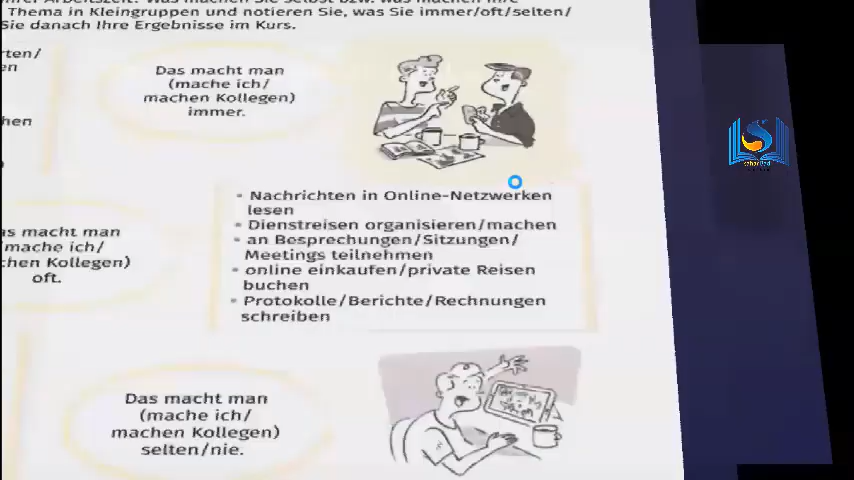 Thema in Kleingruppen und notieren Sie, was Sie immer/oft/selten/
Sie danach Ihre Ergebnisse im Kurs.
Das macht man
(mache ich/
machen Kollegen)
immer.
Nachrichten in Online-Netzwerken
lesen
Dienstreisen organisieren/machen
an Besprechungen/Sitzungen/
Meetings teilnehmen
online einkaufen/private Reisen
buchen
Protokolle/Berichte/Rechnungen
schreiben
as macht man
mache ich/
chen Kollegen)
oft.
Das macht man
(mache ich/
machen Kollegen)
selten/nie.